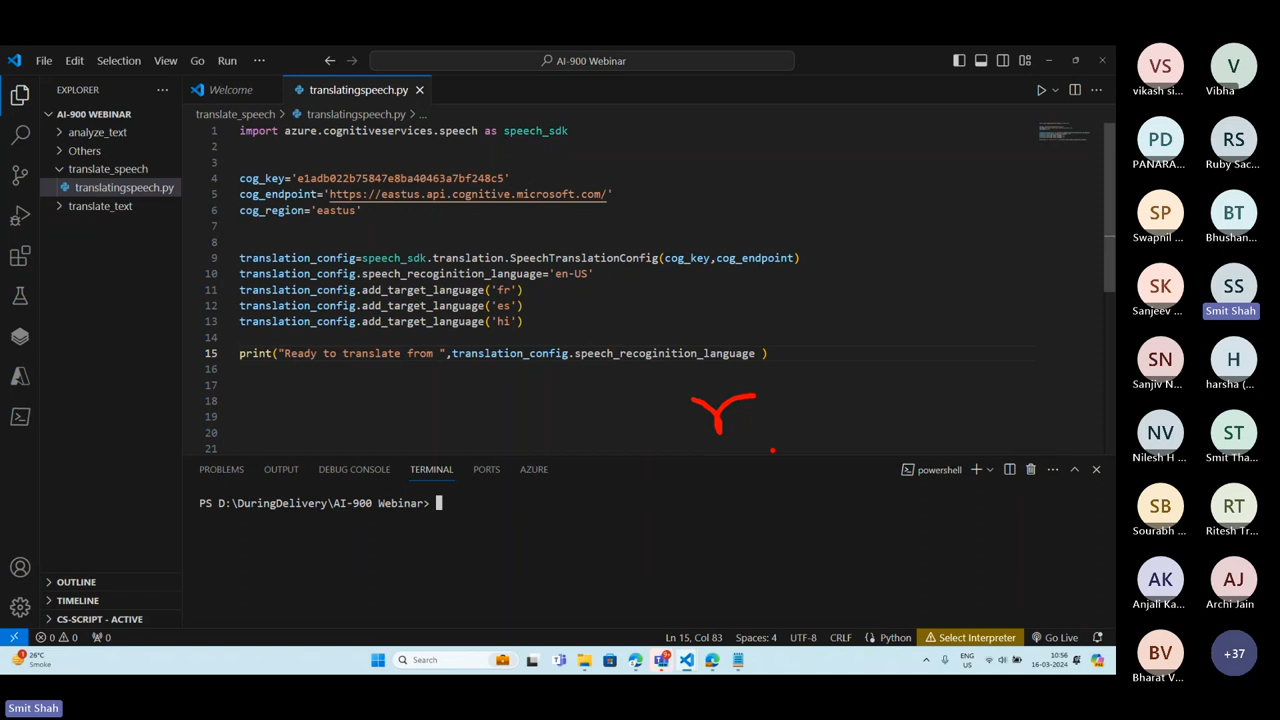 File Edit Selection View Go Run ··· AI-900 Webinar
EXPLORER ···
Welcome translatingspeech.py
AI-900 WEBINAR
analyze_text
Others
translate_speech
translatingspeech.py
translate_text
translate_speech > translatingspeech.py > ...
1 import azure.cognitiveservices.speech as speech_sdk
2
3
4 cog_key='e1adb022b75847e8ba40463a7bf248c5'
5 cog_endpoint='https://eastus.api.cognitive.microsoft.com/'
6 cog_region='eastus'
7
8
9 translation_config=speech_sdk.translation.SpeechTranslationConfig(cog_key,cog_endpoint)
10 translation_config.speech_recoginition_language='en-US'
11 translation_config.add_target_language('fr')
12 translation_config.add_target_language('es')
13 translation_config.add_target_language('hi')
14
15 print("Ready to translate from ",translation_config.speech_recoginition_language )
16
17
18
19
20
21
PROBLEMS OUTPUT DEBUG CONSOLE TERMINAL PORTS AZURE
powershell
PS D:\DuringDelivery\AI-900 Webinar>
OUTLINE
TIMELINE
CS-SCRIPT - ACTIVE
0 0 0
Ln 15, Col 83 Spaces: 4 UTF-8 CRLF Python Select Interpreter Go Live
26°C
Smoke
Search
9+
ENG
US
10:56
16-03-2024
Smit Shah
VS V
vikash si... Vibha
PD RS
PANARA... Ruby Sac...
SP BT
Swapnil ... Bhushan...
SK SS
Sanjeev ... Smit Shah
SN H
Sanjiv N... harsha (...
NV ST
Nilesh H ... Smit Tha...
SB RT
Sourabh ... Ritesh Tr...
AK AJ
Anjali Ka... Archi Jain
BV +37
Bharat V...